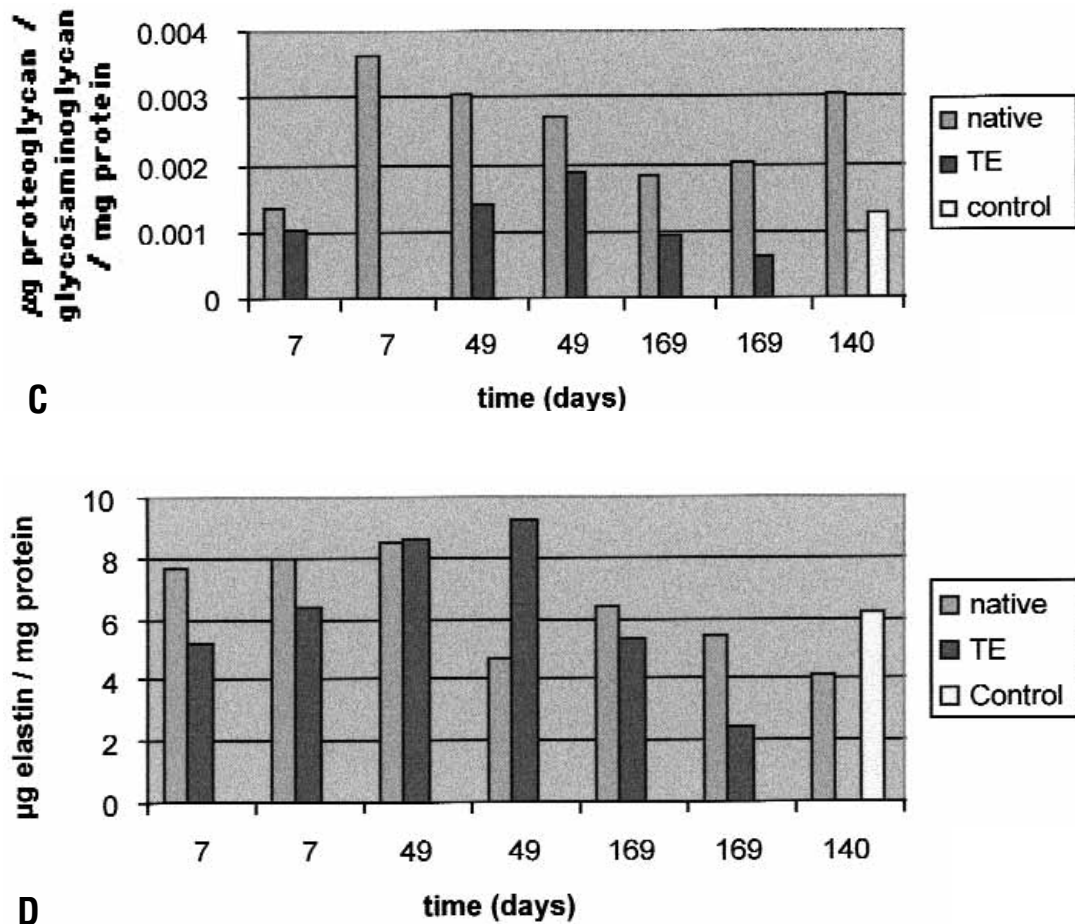 µg proteoglycan /
glycosaminoglycan
/ mg protein
0.004
0.003
0.002
0.001
0
7 7 49 49 169 169 140
time (days)
native
TE
control
C
µg elastin / mg protein
10
8
6
4
2
0
7 7 49 49 169 169 140
time (days)
native
TE
Control
D